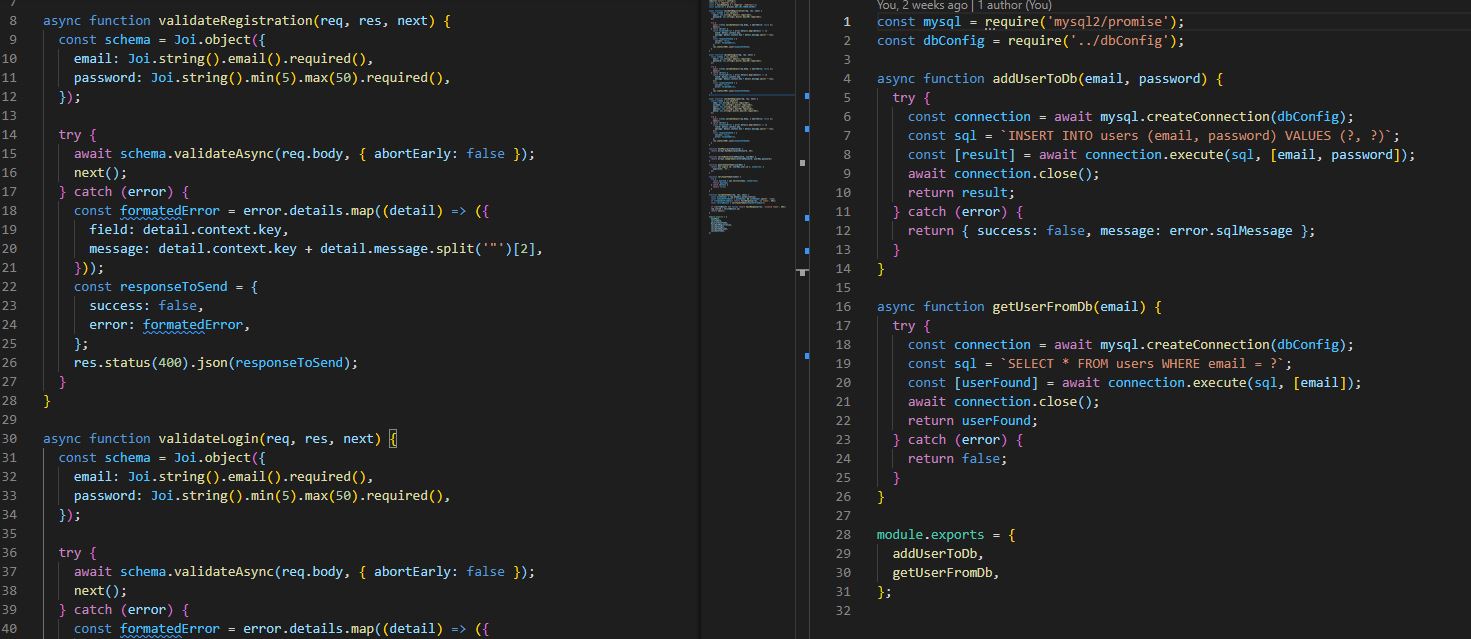 7
8 async function validateRegistration(req, res, next) {
9   const schema = Joi.object({
10     email: Joi.string().email().required(),
11     password: Joi.string().min(5).max(50).required(),
12   });
13
14   try {
15     await schema.validateAsync(req.body, { abortEarly: false });
16     next();
17   } catch (error) {
18     const formatedError = error.details.map((detail) => ({
19       field: detail.context.key,
20       message: detail.context.key + detail.message.split('"')[2],
21     }));
22     const responseToSend = {
23       success: false,
24       error: formatedError,
25     };
26     res.status(400).json(responseToSend);
27   }
28 }
29
30 async function validateLogin(req, res, next) {
31   const schema = Joi.object({
32     email: Joi.string().email().required(),
33     password: Joi.string().min(5).max(50).required(),
34   });
35
36   try {
37     await schema.validateAsync(req.body, { abortEarly: false });
38     next();
39   } catch (error) {
40     const formatedError = error.details.map((detail) => ({
You, 2 weeks ago | 1 author (You)
1 const mysql = require('mysql2/promise');
2 const dbConfig = require('../dbConfig');
3
4 async function addUserToDb(email, password) {
5   try {
6     const connection = await mysql.createConnection(dbConfig);
7     const sql = `INSERT INTO users (email, password) VALUES (?, ?)`;
8     const [result] = await connection.execute(sql, [email, password]);
9     await connection.close();
10     return result;
11   } catch (error) {
12     return { success: false, message: error.sqlMessage };
13   }
14 }
15
16 async function getUserFromDb(email) {
17   try {
18     const connection = await mysql.createConnection(dbConfig);
19     const sql = `SELECT * FROM users WHERE email = ?`;
20     const [userFound] = await connection.execute(sql, [email]);
21     await connection.close();
22     return userFound;
23   } catch (error) {
24     return false;
25   }
26 }
27
28 module.exports = {
29   addUserToDb,
30   getUserFromDb,
31 };
32